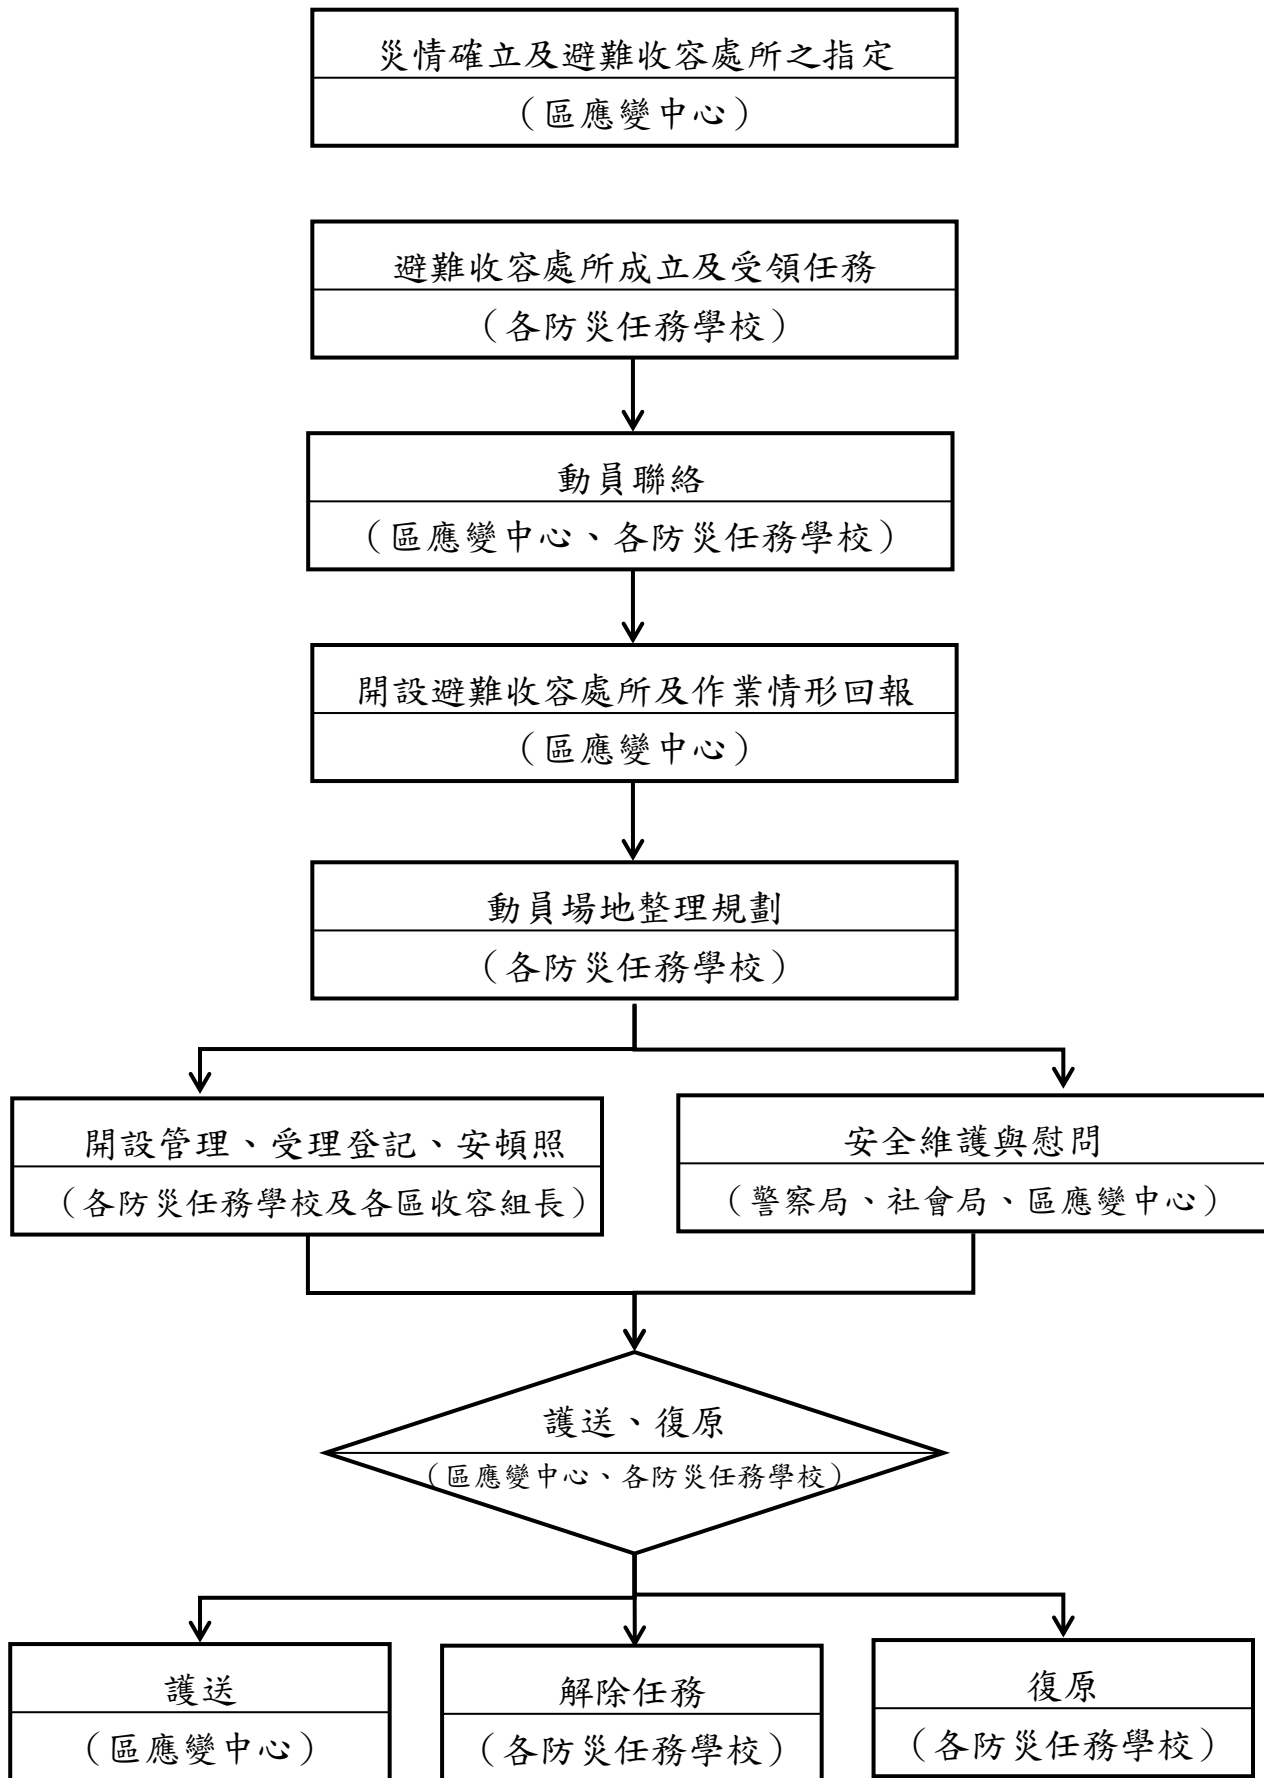 災情確立及避難收容處所之指定
（區應變中心）
避難收容處所成立及受領任務
（各防災任務學校）
動員聯絡
（區應變中心、各防災任務學校）
開設避難收容處所及作業情形回報
（區應變中心）
動員場地整理規劃
（各防災任務學校）
開設管理、受理登記、安頓照
（各防災任務學校及各區收容組長）
安全維護與慰問
（警察局、社會局、區應變中心）
護送、復原
（區應變中心、各防災任務學校）
護送
（區應變中心）
解除任務
（各防災任務學校）
復原
（各防災任務學校）